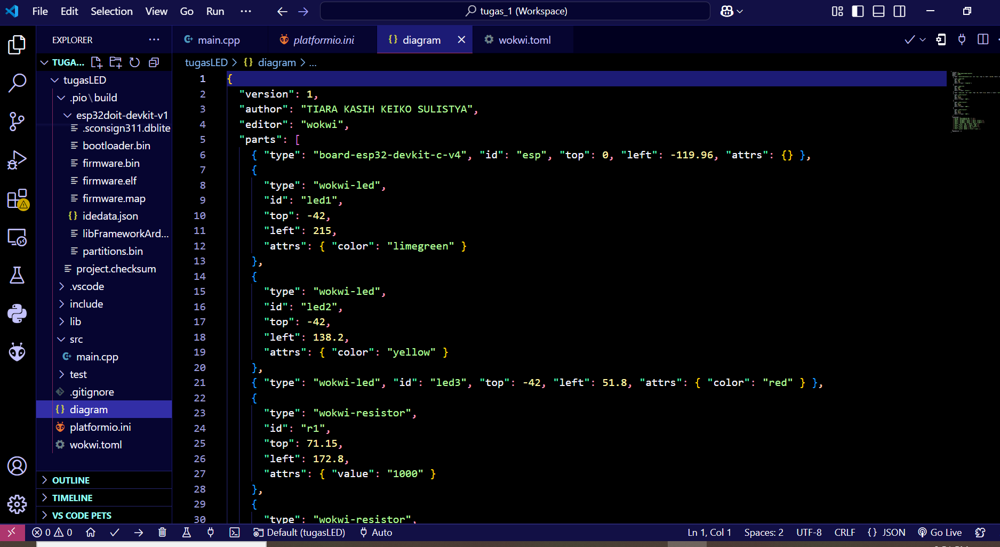 File Edit Selection View Go Run ··· tugas_1 (Workspace)
EXPLORER ···
main.cpp platformio.ini diagram wokwi.toml
TUGA...
tugasLED > {} diagram > ...
tugasLED
.pio\build
esp32doit-devkit-v1
.sconsign311.dblite
bootloader.bin
firmware.bin
firmware.elf
firmware.map
{} idedata.json
libFrameworkArd...
partitions.bin
project.checksum
.vscode
include
lib
src
main.cpp
test
.gitignore
{} diagram
platformio.ini
wokwi.toml
OUTLINE
TIMELINE
VS CODE PETS
1 {
2 "version": 1,
3 "author": "TIARA KASIH KEIKO SULISTYA",
4 "editor": "wokwi",
5 "parts": [
6 { "type": "board-esp32-devkit-c-v4", "id": "esp", "top": 0, "left": -119.96, "attrs": {} },
7 {
8 "type": "wokwi-led",
9 "id": "led1",
10 "top": -42,
11 "left": 215,
12 "attrs": { "color": "limegreen" }
13 },
14 {
15 "type": "wokwi-led",
16 "id": "led2",
17 "top": -42,
18 "left": 138.2,
19 "attrs": { "color": "yellow" }
20 },
21 { "type": "wokwi-led", "id": "led3", "top": -42, "left": 51.8, "attrs": { "color": "red" } },
22 {
23 "type": "wokwi-resistor",
24 "id": "r1",
25 "top": 71.15,
26 "left": 172.8,
27 "attrs": { "value": "1000" }
28 },
29 {
30 "type": "wokwi-resistor",
0 0 Default (tugasLED) Auto Ln 1, Col 1 Spaces: 2 UTF-8 CRLF {} JSON Go Live